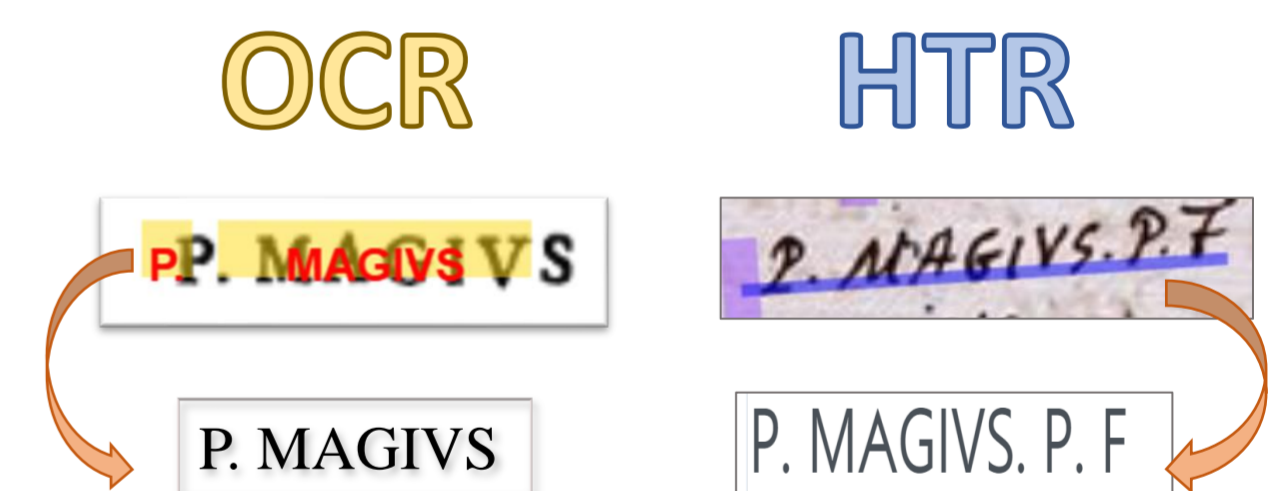 OCR
HTR
P. P. MAGIVS MAGIVS
P. MAGIVS. P. F
P. MAGIVS
P. MAGIVS. P. F